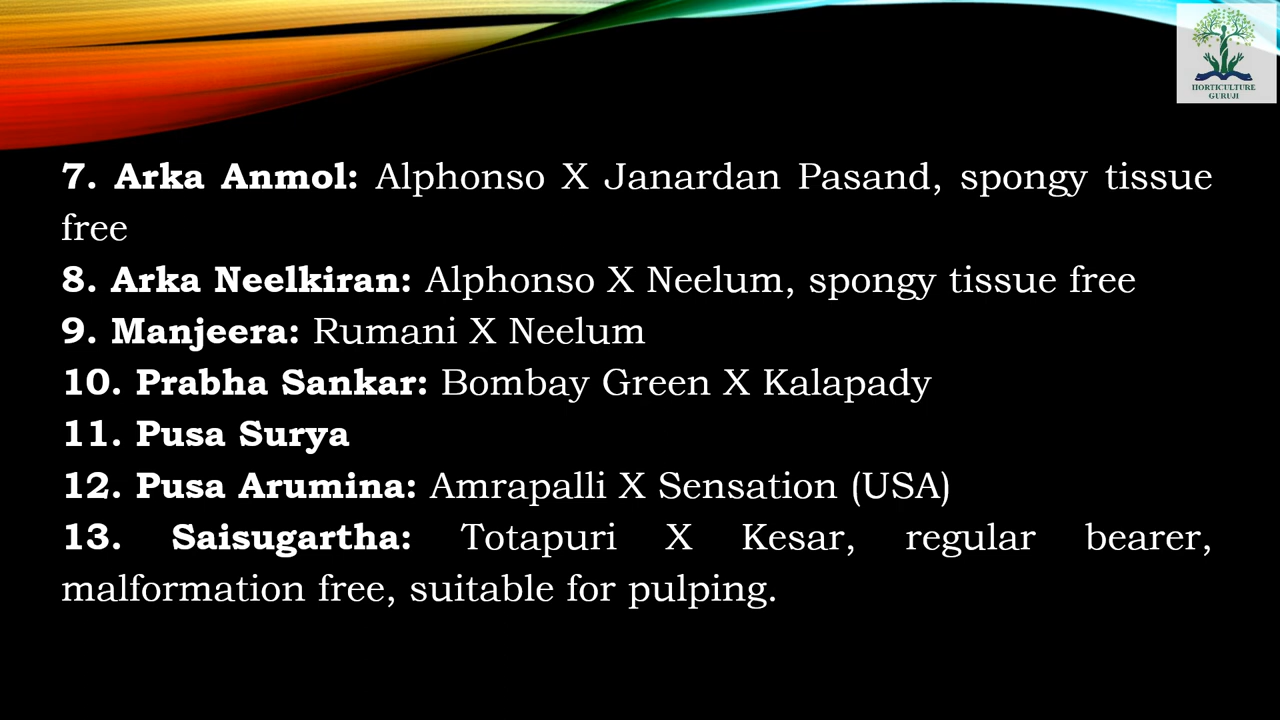 HORTICULTURE
GURUJI
7. Arka Anmol: Alphonso X Janardan Pasand, spongy tissue
free
8. Arka Neelkiran: Alphonso X Neelum, spongy tissue free
9. Manjeera: Rumani X Neelum
10. Prabha Sankar: Bombay Green X Kalapady
11. Pusa Surya
12. Pusa Arumina: Amrapalli X Sensation (USA)
13. Saisugartha: Totapuri X Kesar, regular bearer,
malformation free, suitable for pulping.